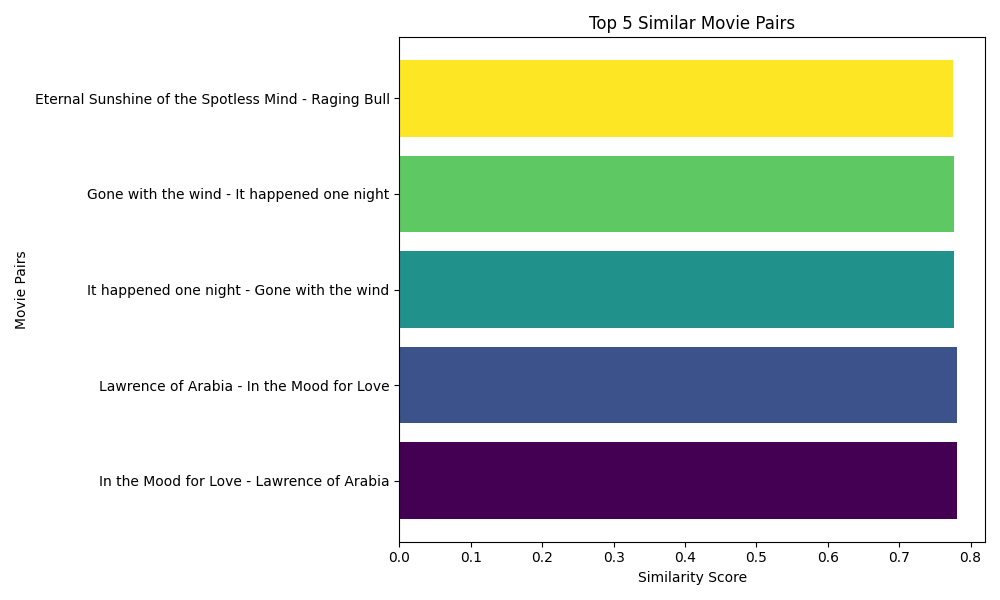 Top 5 Similar Movie Pairs
Eternal Sunshine of the Spotless Mind - Raging Bull
Gone with the wind - It happened one night
It happened one night - Gone with the wind
Lawrence of Arabia - In the Mood for Love
In the Mood for Love - Lawrence of Arabia
Movie Pairs
0.0 0.1 0.2 0.3 0.4 0.5 0.6 0.7 0.8
Similarity Score